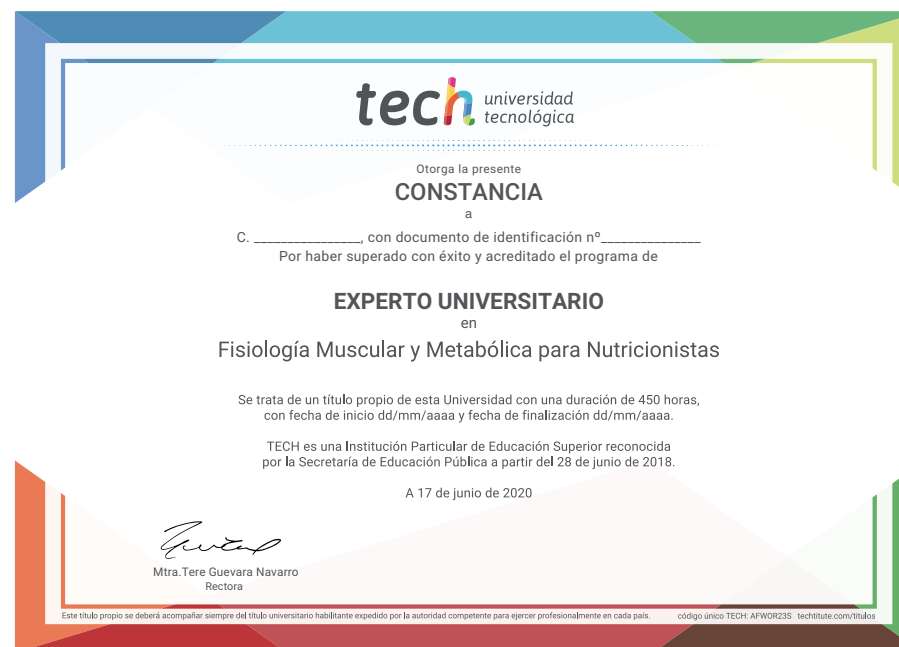 tech universidad
tecnológica
Otorga la presente
CONSTANCIA
a
C. ________________, con documento de identificación nº_______________
Por haber superado con éxito y acreditado el programa de
EXPERTO UNIVERSITARIO
en
Fisiología Muscular y Metabólica para Nutricionistas
Se trata de un título propio de esta Universidad con una duración de 450 horas,
con fecha de inicio dd/mm/aaaa y fecha de finalización dd/mm/aaaa.
TECH es una Institución Particular de Educación Superior reconocida
por la Secretaría de Educación Pública a partir del 28 de junio de 2018.
A 17 de junio de 2020
Mtra.Tere Guevara Navarro
Rectora
Este título propio se deberá acompañar siempre del título universitario habilitante expedido por la autoridad competente para ejercer profesionalmente en cada país. código único TECH: AFWOR23S techtitute.com/titulos